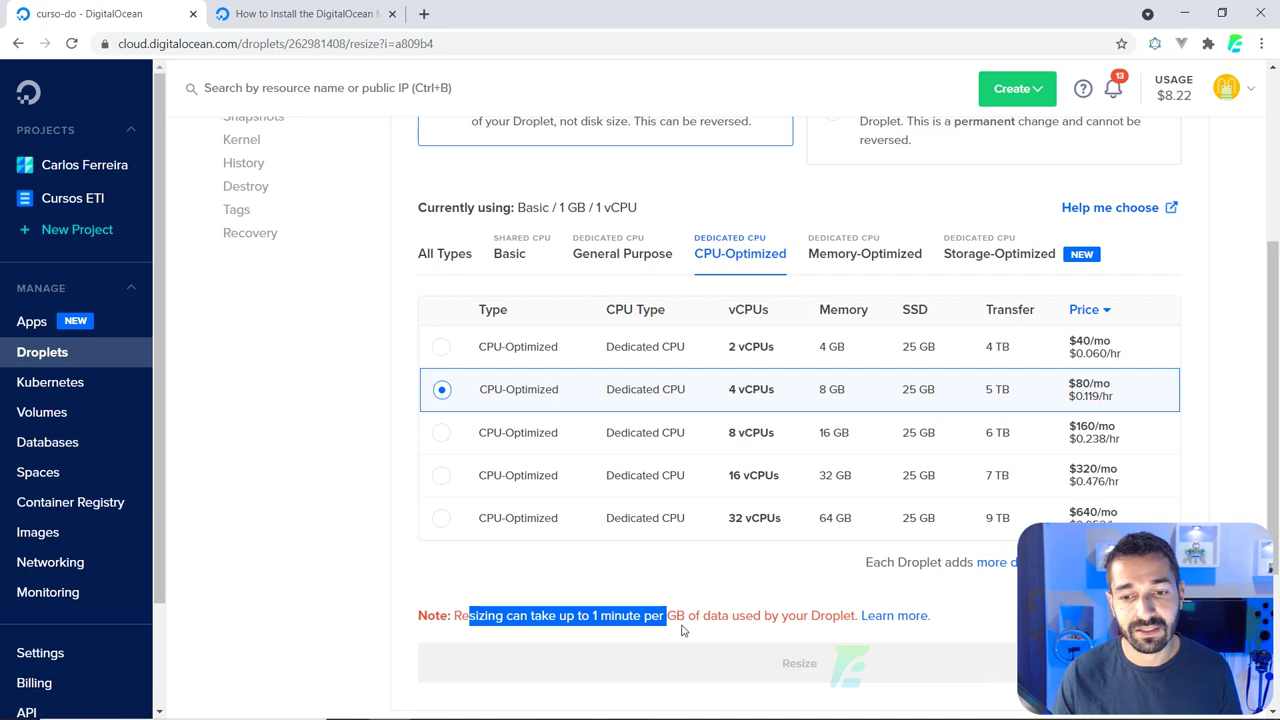 curso-do - DigitalOcean
How to Install the DigitalOcean
cloud.digitalocean.com/droplets/262981408/resize?i=a809b4
Search by resource name or public IP (Ctrl+B)
Create
13
USAGE
$8.22
PROJECTS
Carlos Ferreira
Cursos ETI
+ New Project
MANAGE
Apps NEW
Droplets
Kubernetes
Volumes
Databases
Spaces
Container Registry
Images
Networking
Monitoring
Settings
Billing
API
Snapshots
Kernel
History
Destroy
Tags
Recovery
of your Droplet, not disk size. This can be reversed.
Droplet. This is a permanent change and cannot be
reversed.
Currently using: Basic / 1 GB / 1 vCPU
Help me choose
All Types
SHARED CPU
Basic
DEDICATED CPU
General Purpose
DEDICATED CPU
CPU-Optimized
DEDICATED CPU
Memory-Optimized
DEDICATED CPU
Storage-Optimized NEW
Type CPU Type vCPUs Memory SSD Transfer Price
CPU-Optimized Dedicated CPU 2 vCPUs 4 GB 25 GB 4 TB $40/mo
$0.060/hr
CPU-Optimized Dedicated CPU 4 vCPUs 8 GB 25 GB 5 TB $80/mo
$0.119/hr
CPU-Optimized Dedicated CPU 8 vCPUs 16 GB 25 GB 6 TB $160/mo
$0.238/hr
CPU-Optimized Dedicated CPU 16 vCPUs 32 GB 25 GB 7 TB $320/mo
$0.476/hr
CPU-Optimized Dedicated CPU 32 vCPUs 64 GB 25 GB 9 TB $640/mo
Each Droplet adds more
Note: Resizing can take up to 1 minute per GB of data used by your Droplet. Learn more.
Resize